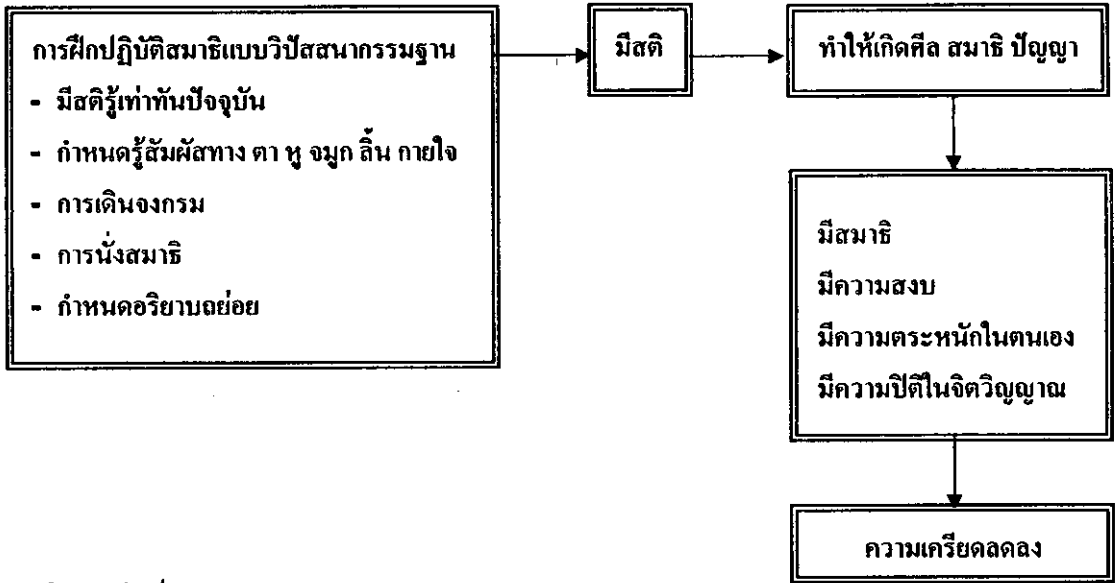 การฝึกปฏิบัติสมาธิแบบวิปัสสนากรรมฐาน
- มีสติรู้เท่าทันปัจจุบัน
- กำหนดรู้สัมผัสทาง ตา หู จมูก ลิ้น กายใจ
- การเดินจงกรม
- การนั่งสมาธิ
- กำหนดอริยาบถย่อย
มีสติ
ทำให้เกิดศีล สมาธิ ปัญญา
มีสมาธิ
มีความสงบ
มีความตระหนักในตนเอง
มีความปิติในจิตวิญญาณ
ความเครียดลดลง